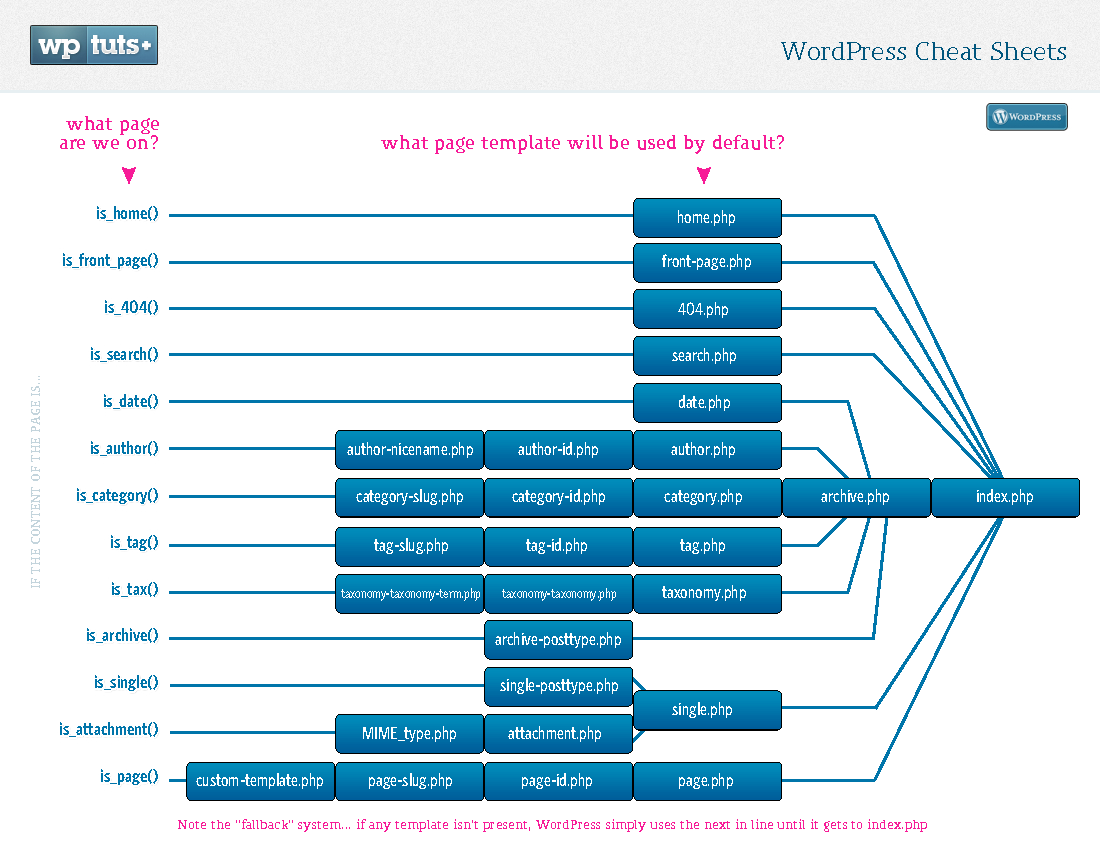 wp tuts+
WordPress Cheat Sheets
WORDPRESS
what page
are we on?
what page template will be used by default?
IF THE CONTENT OF THE PAGE IS...
is_home()
home.php
is_front_page()
front-page.php
is_404()
404.php
is_search()
search.php
is_date()
date.php
is_author()
author-nicename.php
author-id.php
author.php
is_category()
category-slug.php
category-id.php
category.php
archive.php
index.php
is_tag()
tag-slug.php
tag-id.php
tag.php
is_tax()
taxonomy-taxonomy-term.php
taxonomy-taxonomy.php
taxonomy.php
is_archive()
archive-posttype.php
is_single()
single-posttype.php
single.php
is_attachment()
MIME_type.php
attachment.php
is_page()
custom-template.php
page-slug.php
page-id.php
page.php
Note the "fallback" system... if any template isn't present, WordPress simply uses the next in line until it gets to index.php